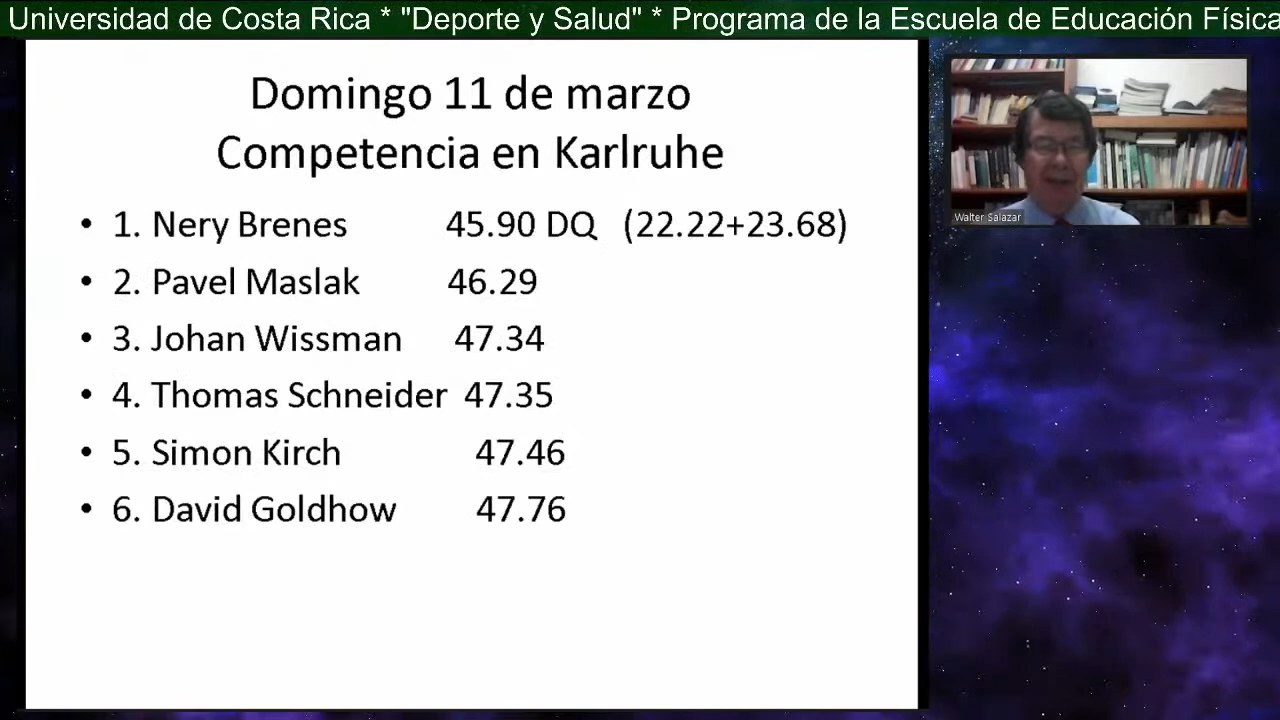 Universidad de Costa Rica * "Deporte y Salud" * Programa de la Escuela de Educación Física
Domingo 11 de marzo
Competencia en Karlruhe
• 1. Nery Brenes 45.90 DQ (22.22+23.68)
• 2. Pavel Maslak 46.29
• 3. Johan Wissman 47.34
• 4. Thomas Schneider 47.35
• 5. Simon Kirch 47.46
• 6. David Goldhow 47.76
Walter Salazar